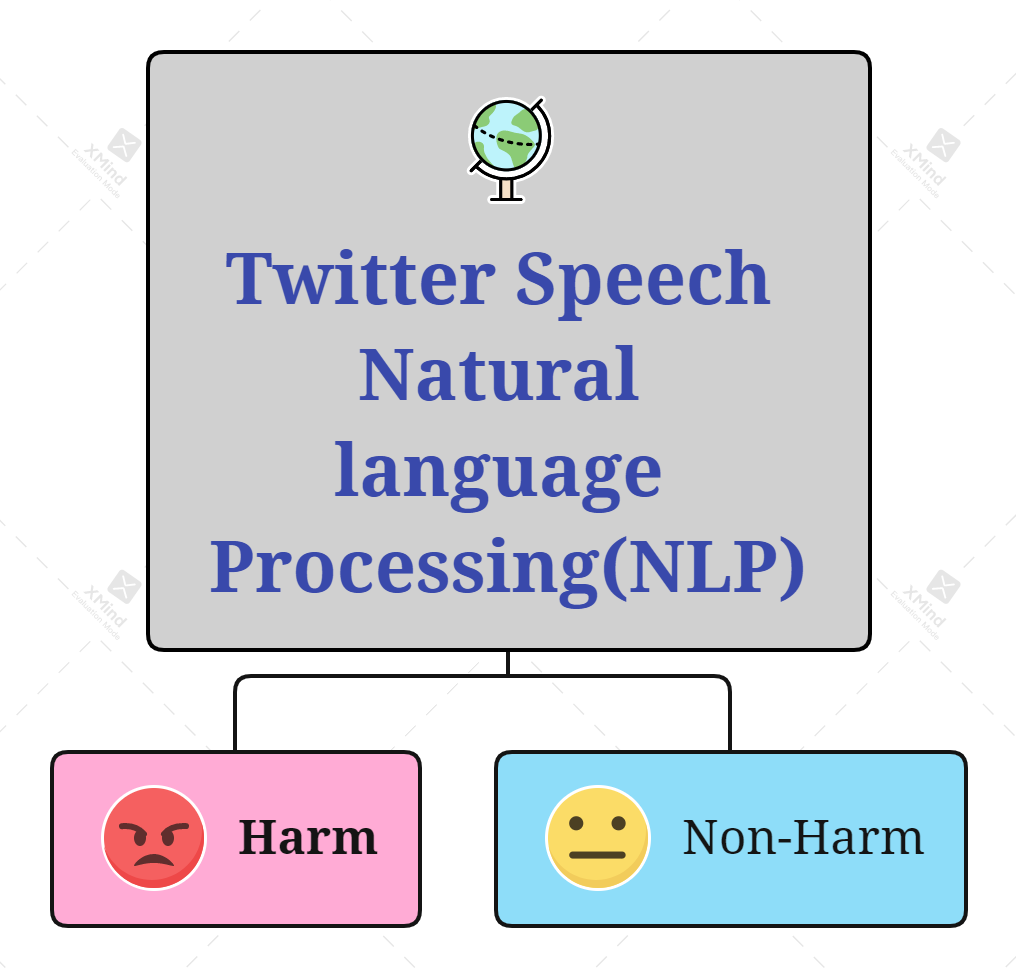 Twitter Speech
Natural
language
Processing(NLP)
Harm
Non-Harm
XMind
Evaluation Mode
XMind
Evaluation Mode
XMind
Evaluation Mode
XMind
Evaluation Mode